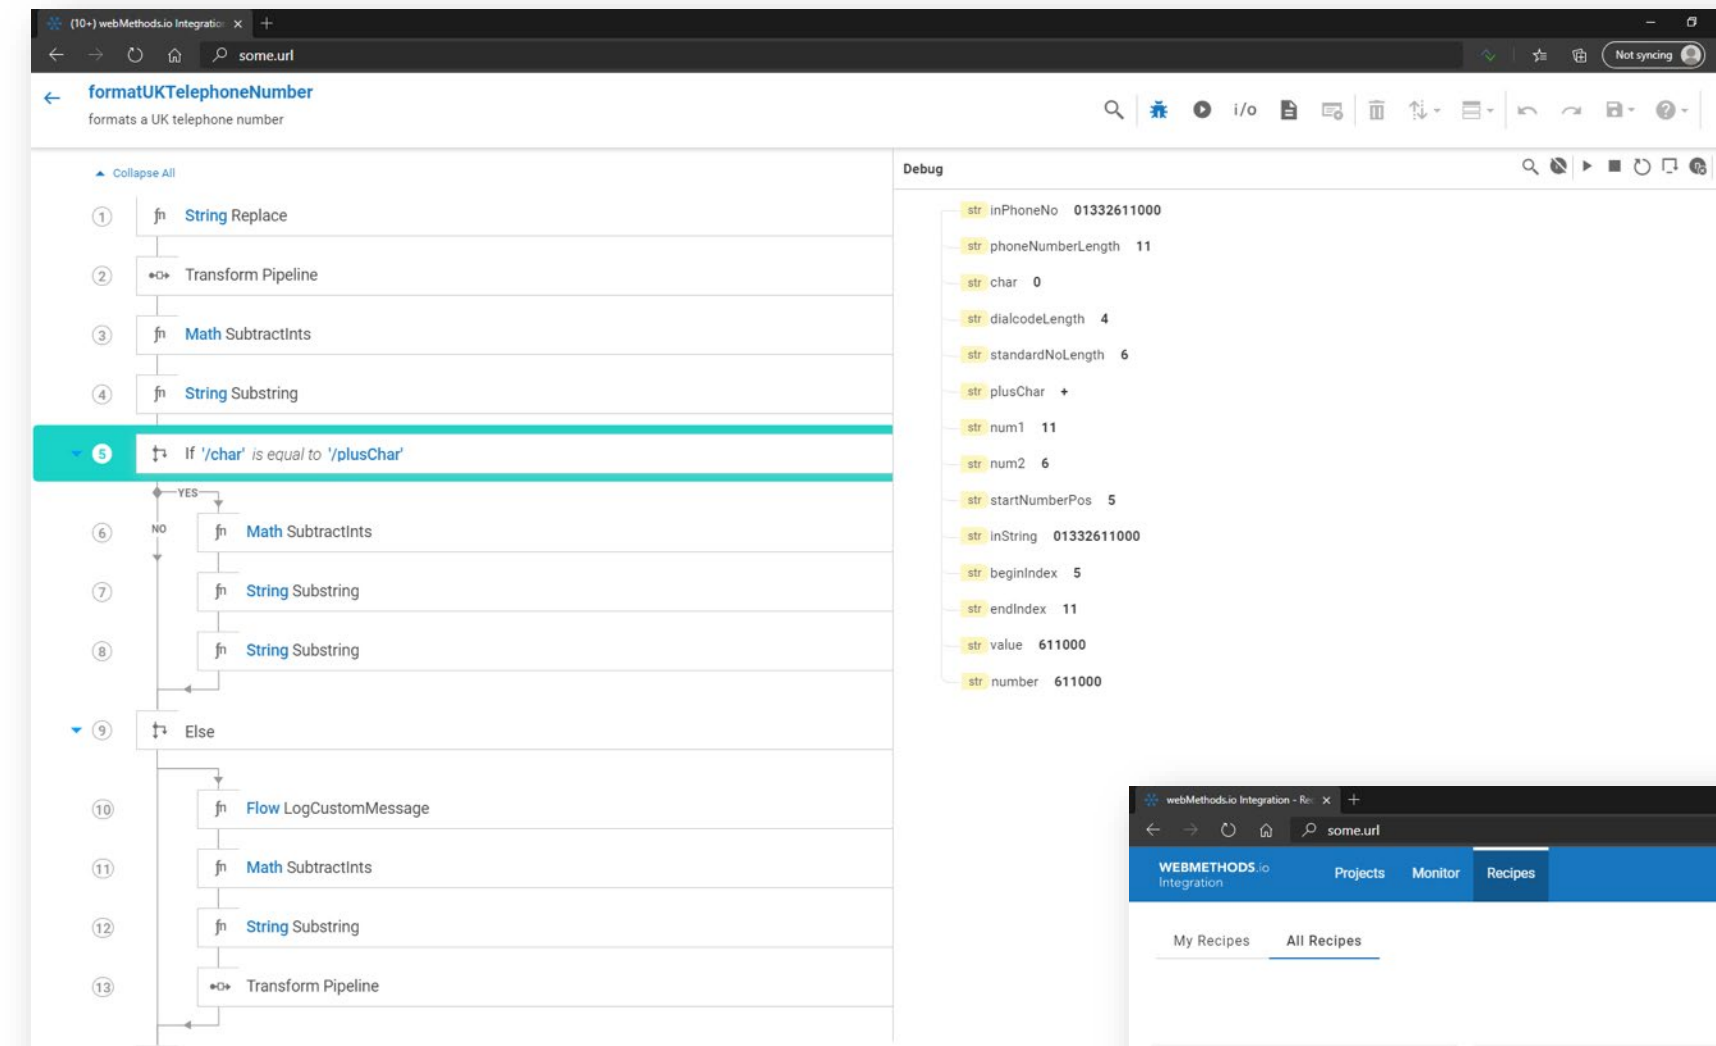 (10+) webMethods.io Integratio
some.url
Not syncing
formatUKTelephoneNumber
formats a UK telephone number
i/o
Collapse All
1 fn String Replace
2 Transform Pipeline
3 fn Math SubtractInts
4 fn String Substring
5 If '/char' is equal to '/plusChar'
YES
NO
6 fn Math SubtractInts
7 fn String Substring
8 fn String Substring
9 Else
10 fn Flow LogCustomMessage
11 fn Math SubtractInts
12 fn String Substring
13 Transform Pipeline
Debug
str inPhoneNo 01332611000
str phoneNumberLength 11
str char 0
str dialcodeLength 4
str standardNoLength 6
str plusChar +
str num1 11
str num2 6
str startNumberPos 5
str inString 01332611000
str beginIndex 5
str endIndex 11
str value 611000
str number 611000
webMethods.io Integration - Rec
some.url
WEBMETHODS.io
Integration
Projects Monitor Recipes
My Recipes All Recipes